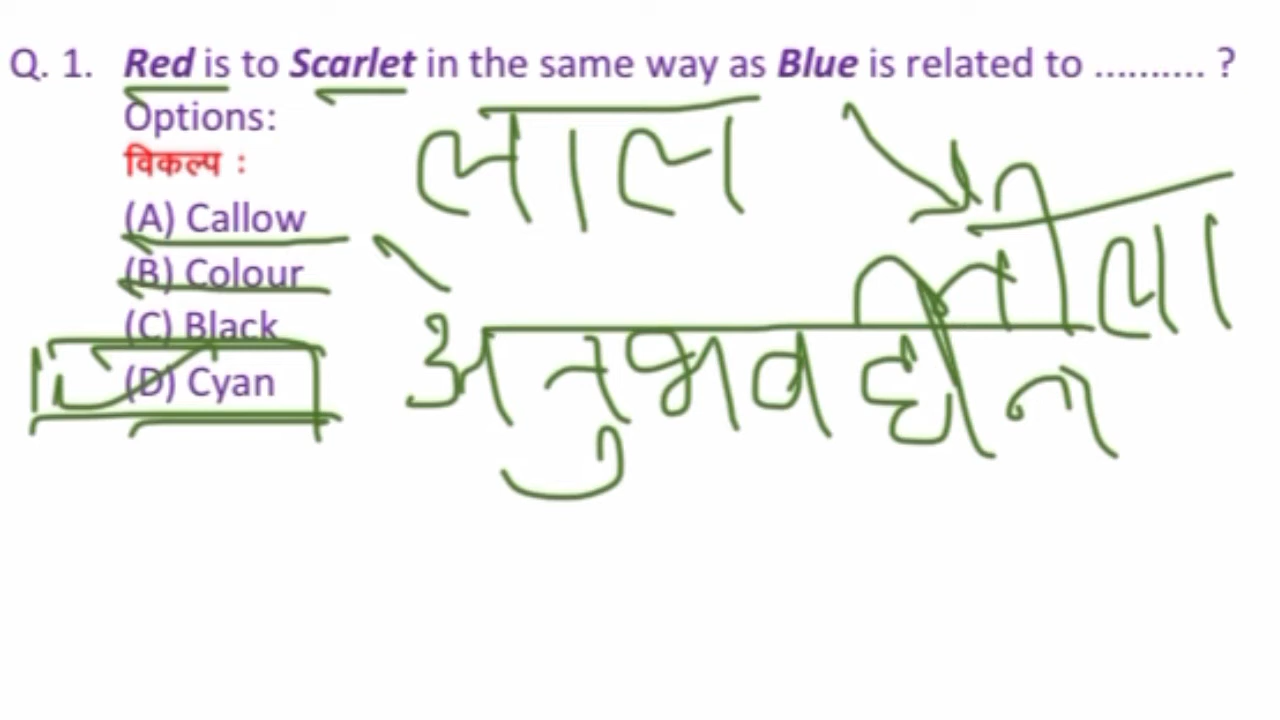 Q. 1. Red is to Scarlet in the same way as Blue is related to .......... ?
Options:
विकल्प :
लाल
नीला
(A) Callow
(B) Colour
(C) Black
अनुभवहीन
(D) Cyan